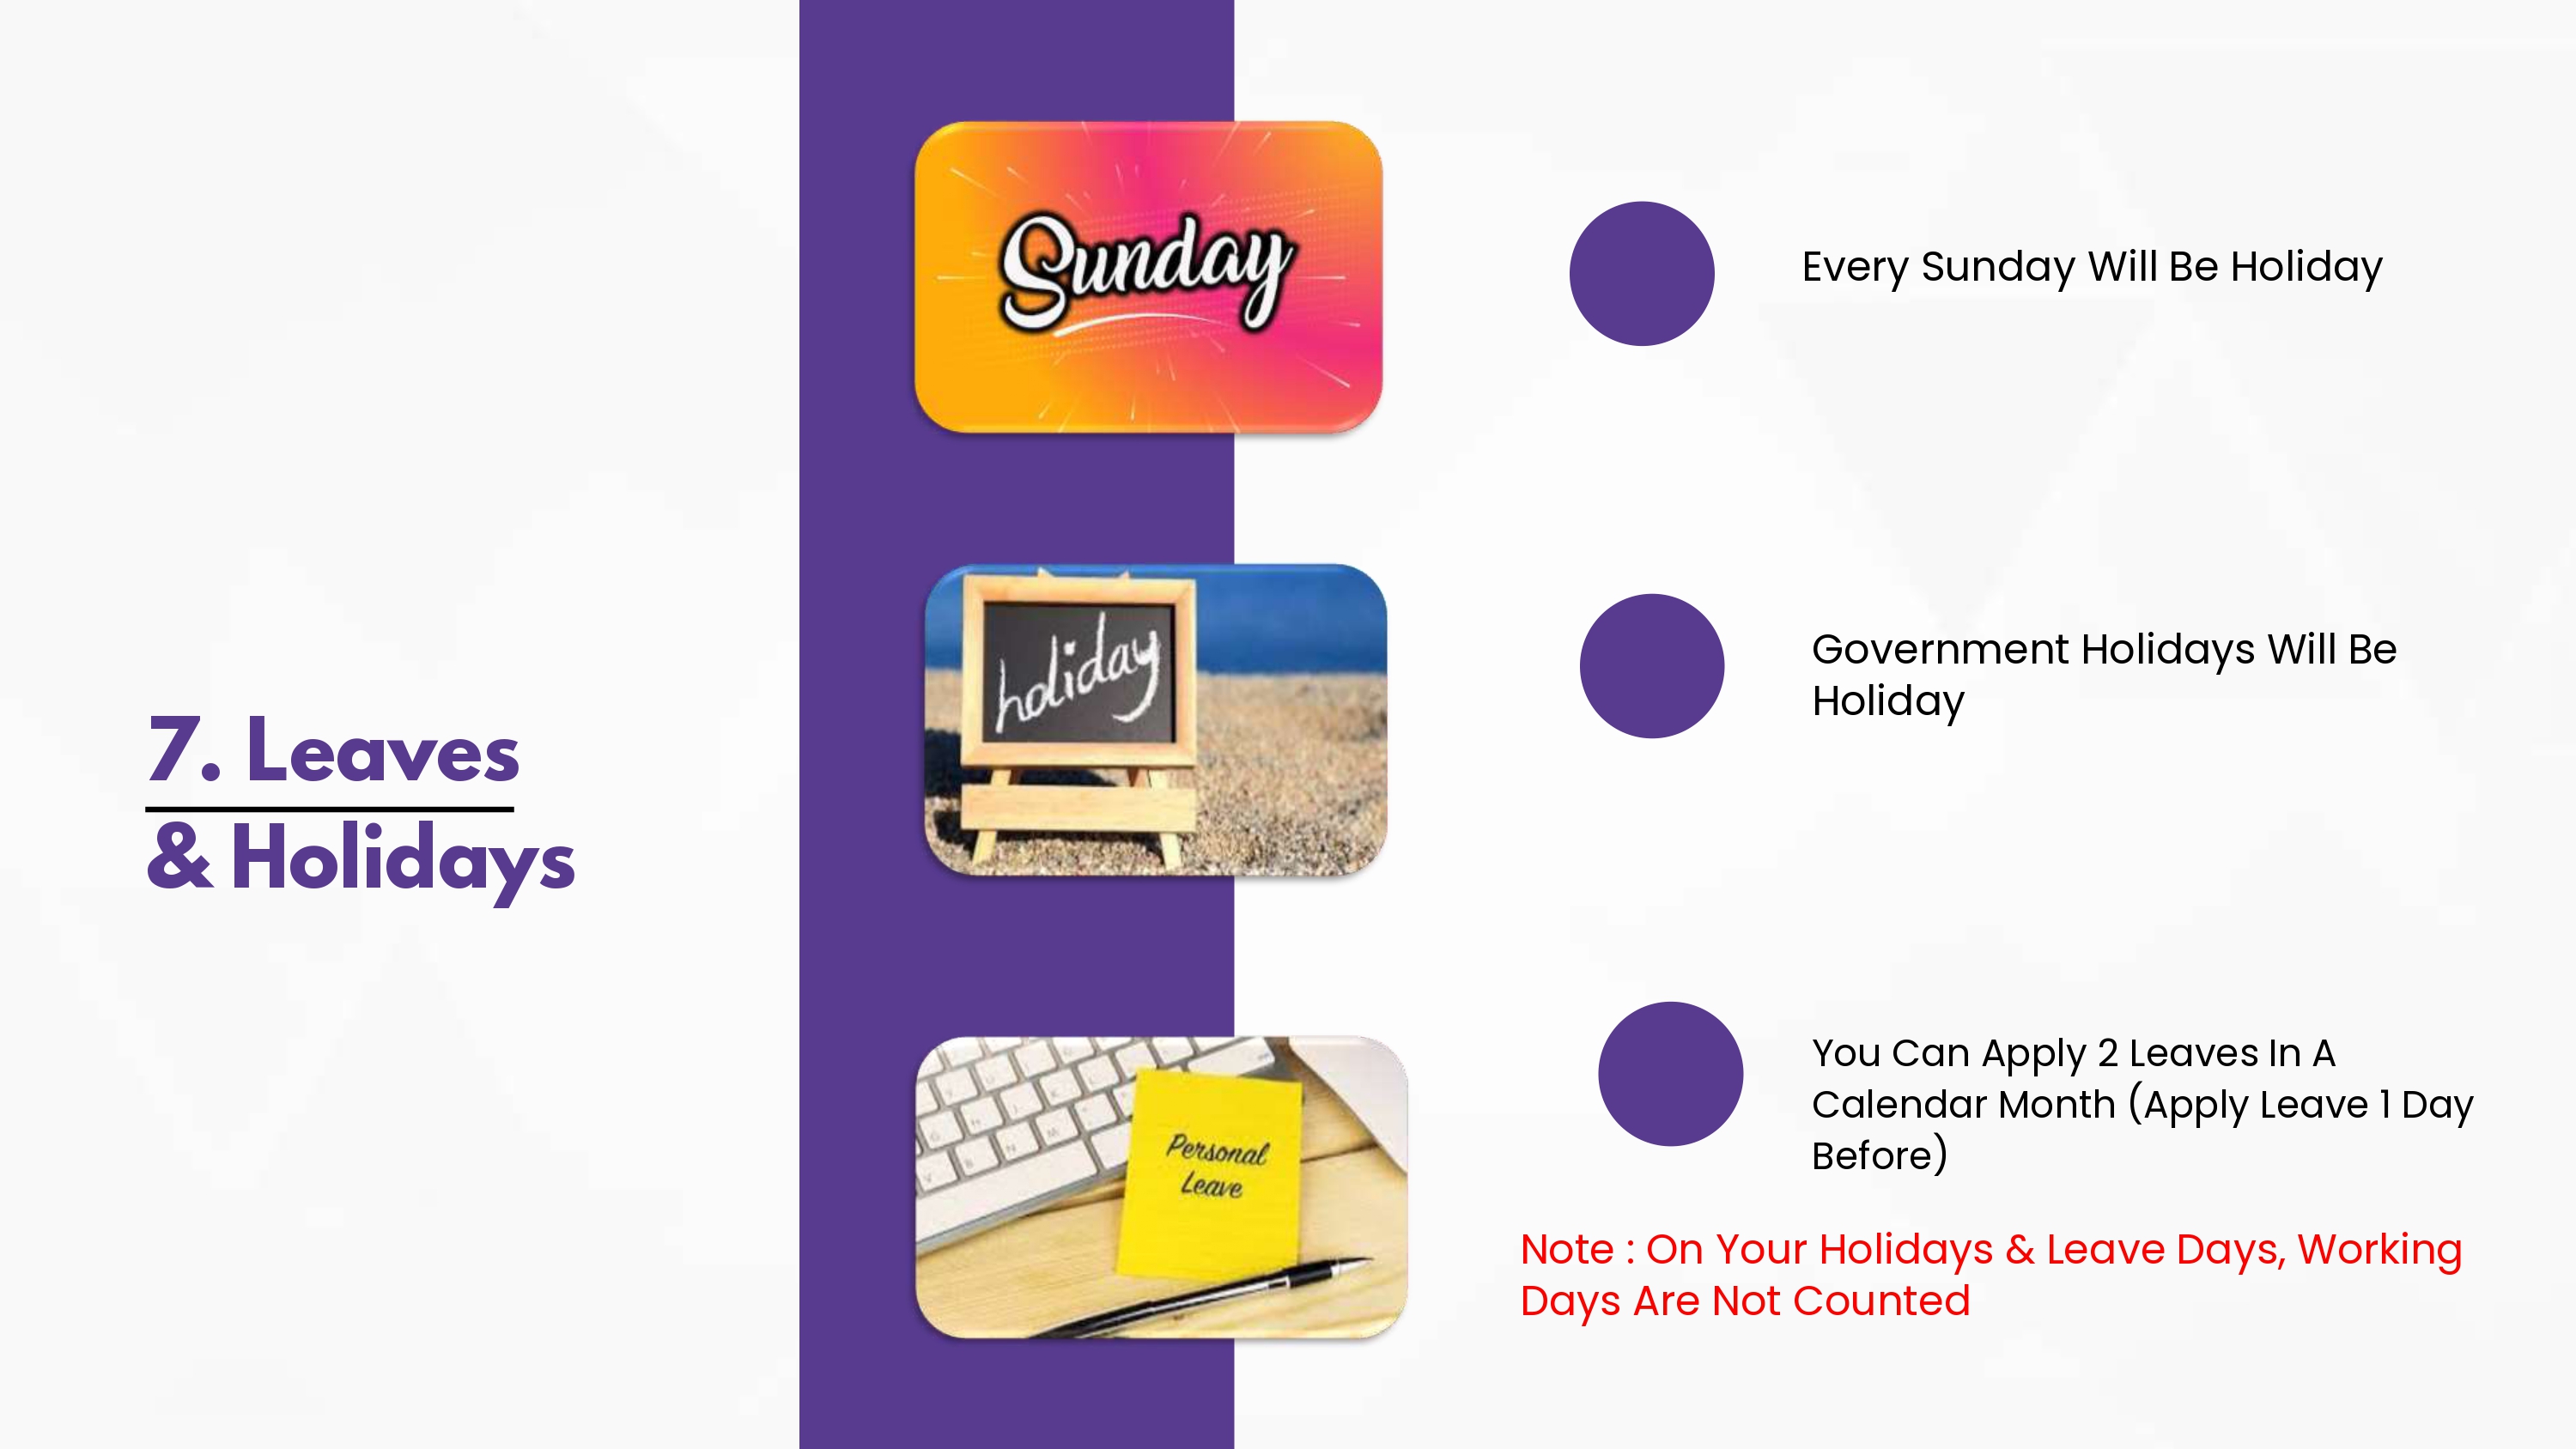 7. Leaves
& Holidays
Sunday
Every Sunday Will Be Holiday
holiday
Government Holidays Will Be
Holiday
Personal
Leave
You Can Apply 2 Leaves In A
Calendar Month (Apply Leave 1 Day
Before)
Note : On Your Holidays & Leave Days, Working
Days Are Not Counted